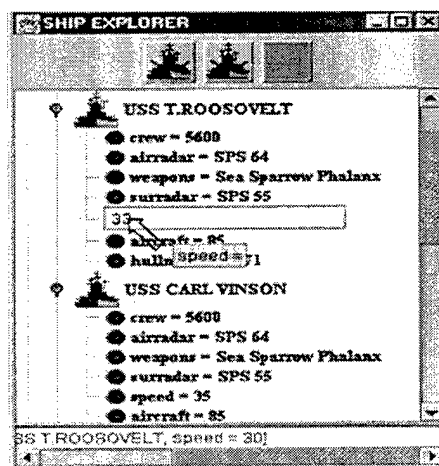 SHIP EXPLORER
USS T.ROOSOVELT
crew = 5600
airradar = SPS 64
weapons = Sea Sparrow Phalanx
surradar = SPS 55
33
aircraft = 85
speed = 71
USS CARL VINSON
crew = 5600
airradar = SPS 64
weapons = Sea Sparrow Phalanx
surradar = SPS 55
speed = 35
aircraft = 85
SS T.ROOSOVELT, speed = 30]